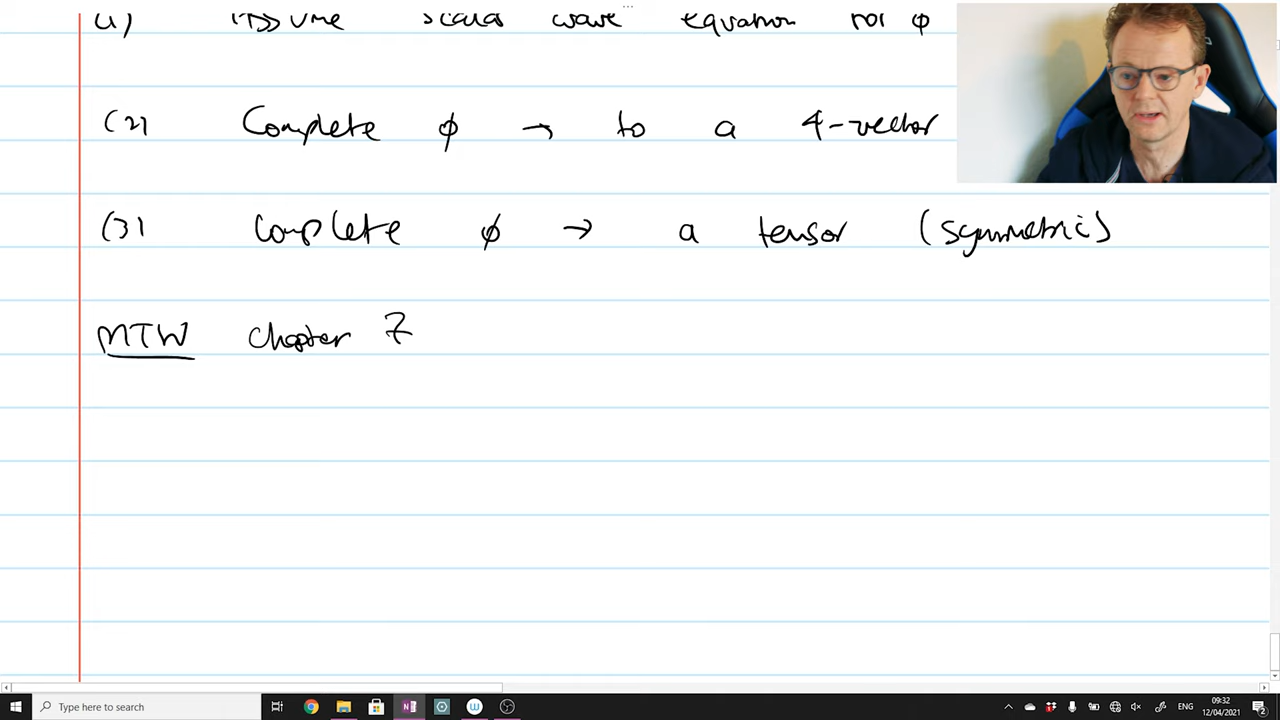 (1) Assume scalar wave equation for ϕ
(2) Complete ϕ → to a 4-vector
(3) Complete ϕ → a tensor (symmetric)
MTW chapter 7
Type here to search
ENG
09:32
12/04/2021
2